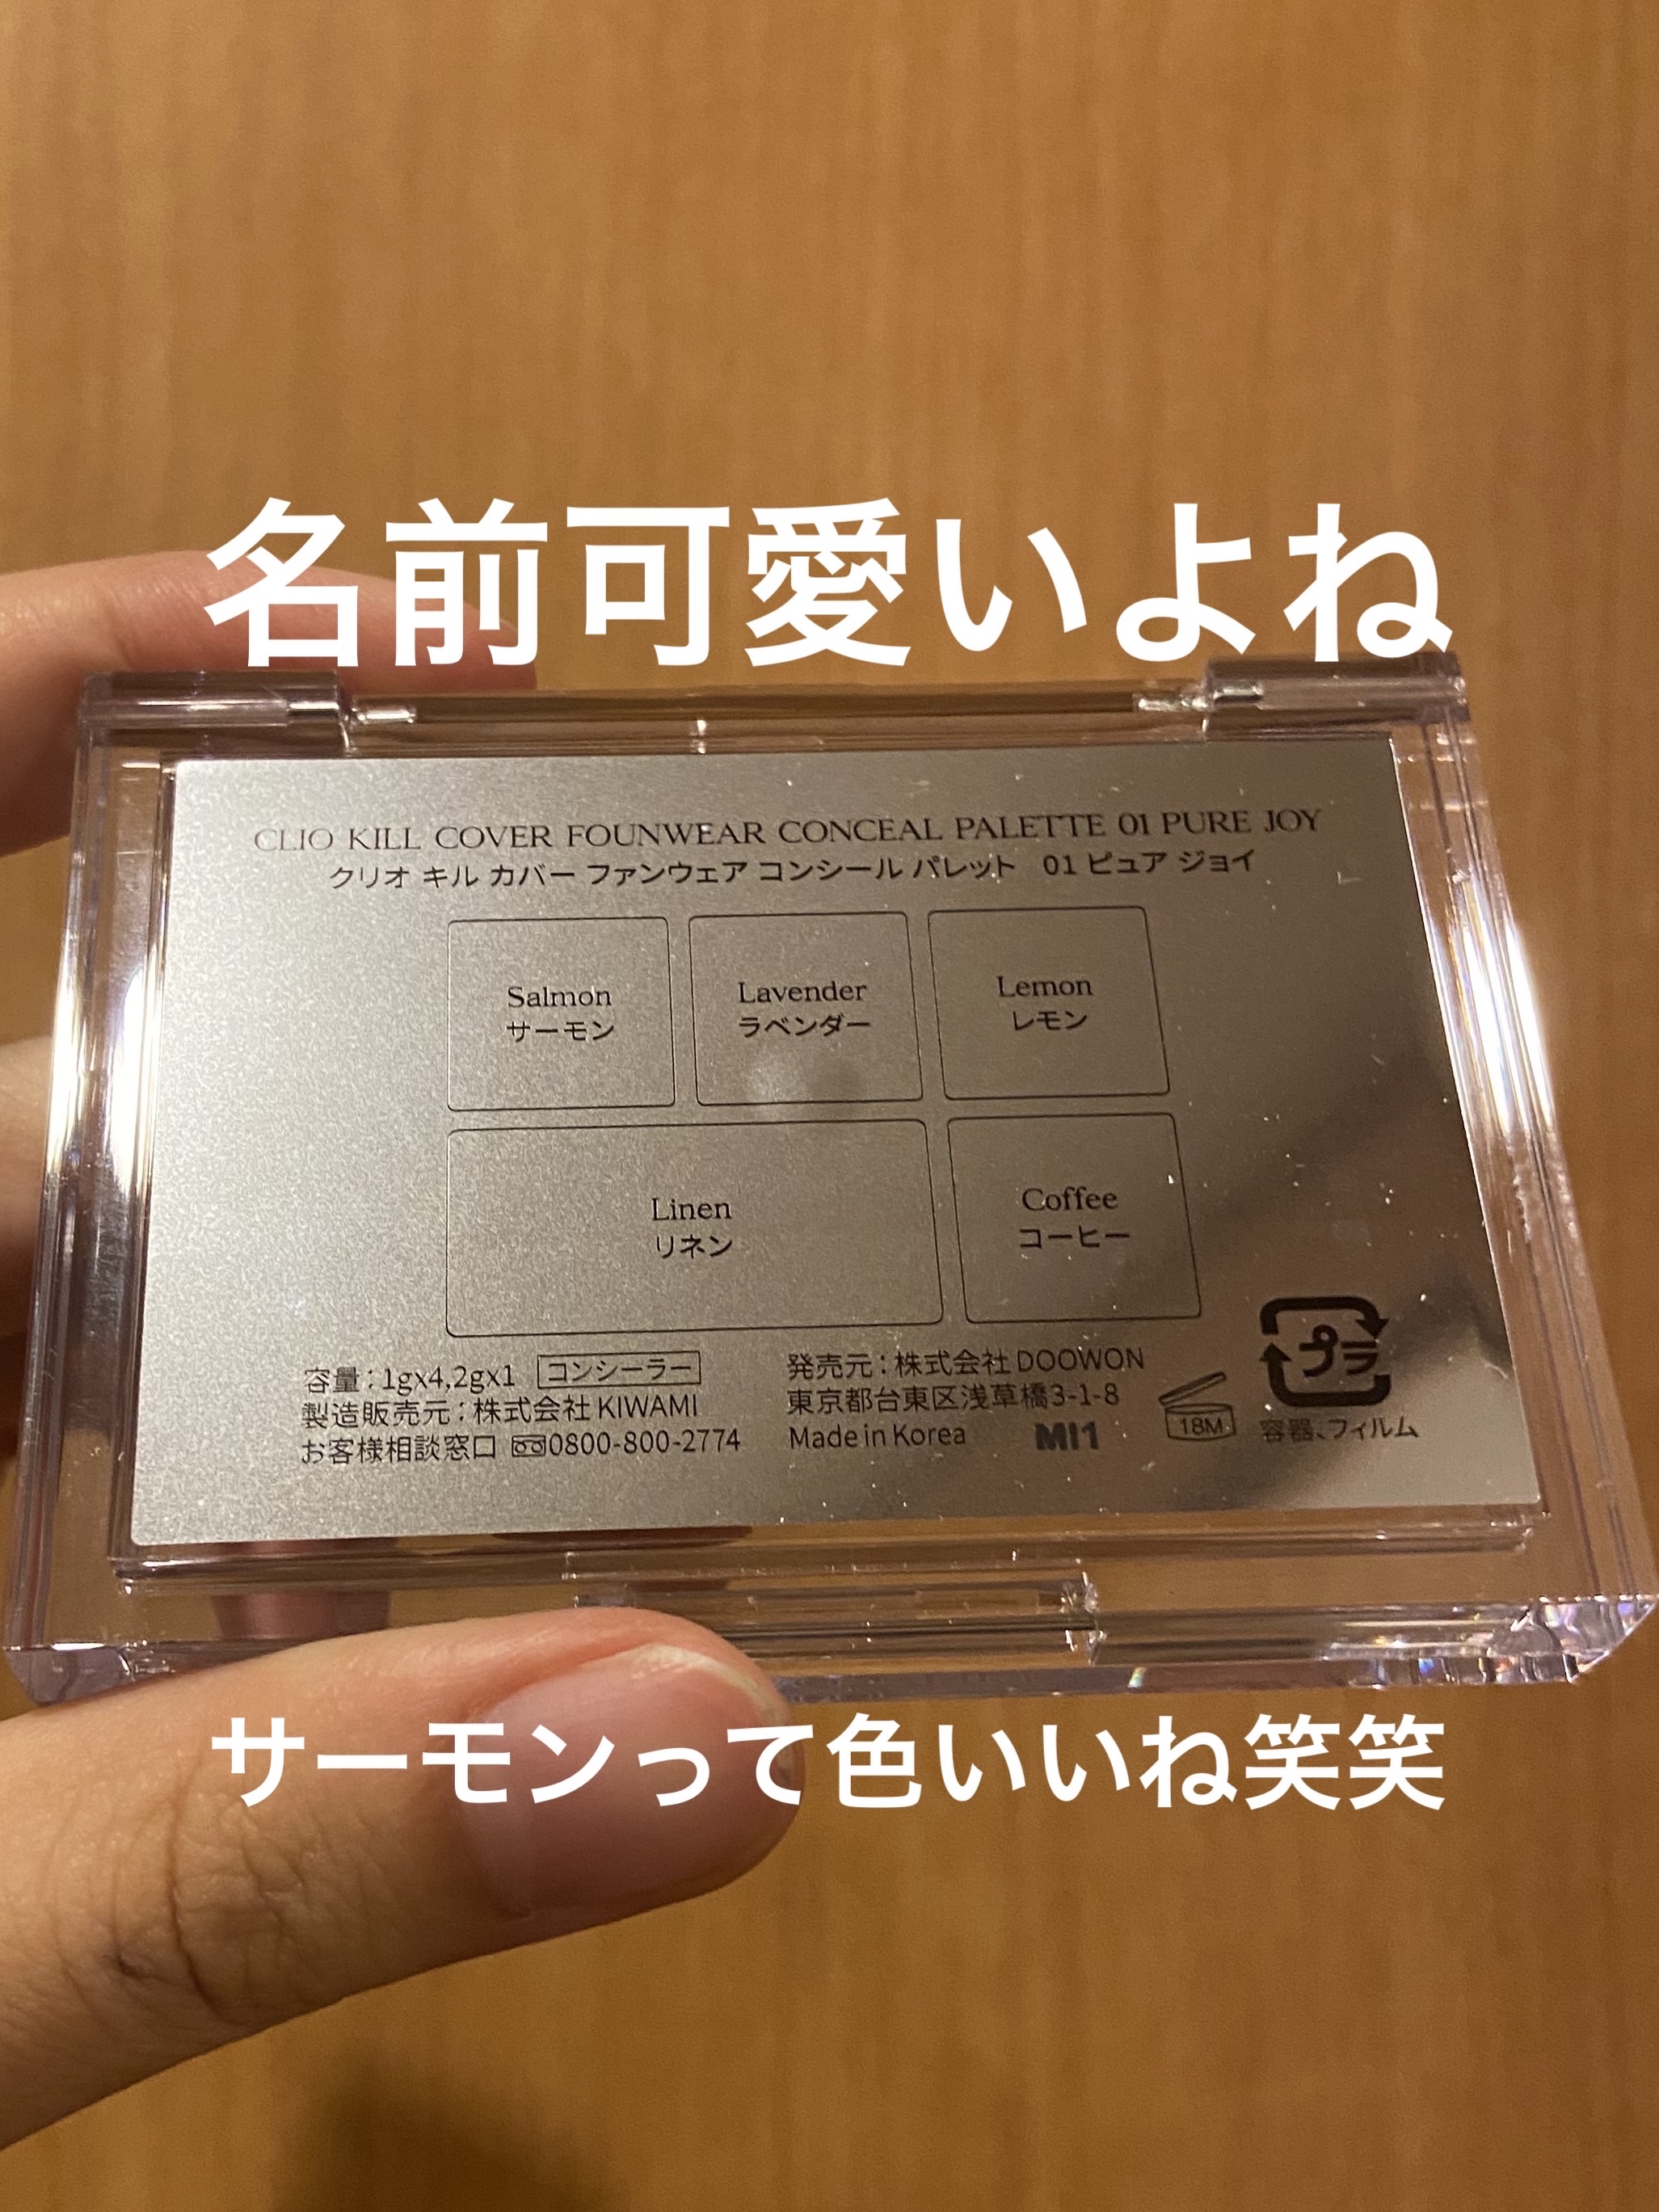 名前可愛いよね
CLIO KILL COVER FOUNWEAR CONCEAL PALETTE 01 PURE JOY
クリオ キル カバー ファンウェア コンシール パレット 01 ピュア ジョイ
Salmon
サーモン
Lavender
ラベンダー
Lemon
レモン
Linen
リネン
Coffee
コーヒー
容量:1gx4,2gx1 コンシーラー
製造販売元:株式会社 KIWAMI
お客様相談窓口 0800-800-2774
発売元:株式会社 DOOWON
東京都台東区浅草橋3-1-8
Made in Korea MI1
18M
プラ
容器、フィルム
サーモンって色いいね笑笑